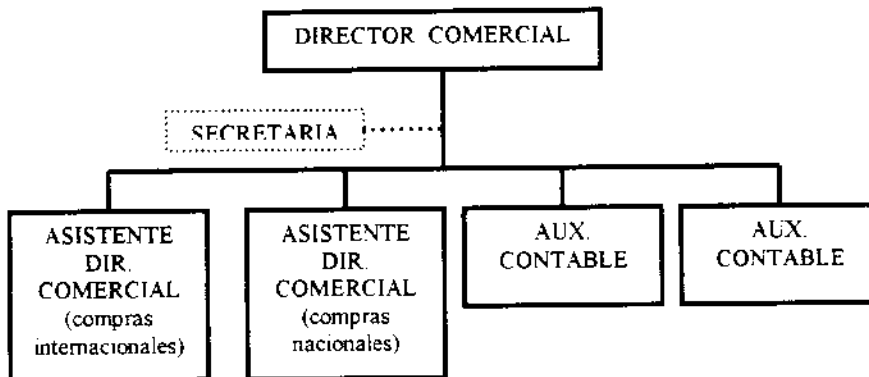 DIRECTOR COMERCIAL
SECRETARIA
ASISTENTE
DIR.
COMERCIAL
(compras
internacionales)
ASISTENTE
DIR.
COMERCIAL
(compras
nacionales)
AUX.
CONTABLE
AUX.
CONTABLE